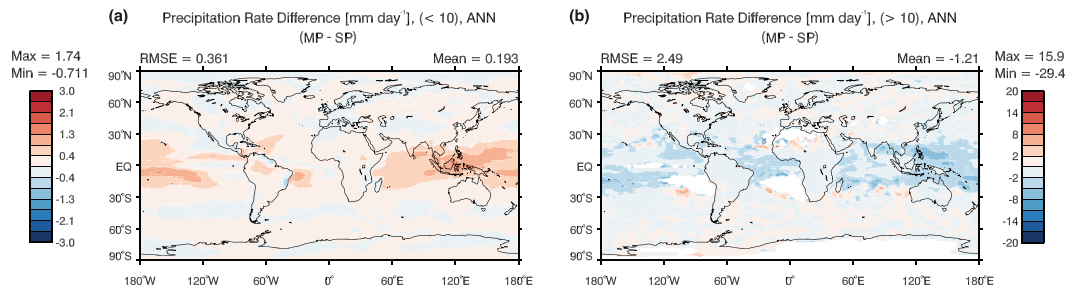 (a) Precipitation Rate Difference [mm day⁻¹], (< 10), ANN
(MP - SP)
RMSE = 0.361 Mean = 0.193
Max = 1.74
Min = -0.711
3.0
2.1
1.3
0.4
-0.4
-1.3
-2.1
-3.0
90°N
60°N
30°N
EQ
30°S
60°S
90°S
180°W 120°W 60°W 0° 60°E 120°E 180°E
(b) Precipitation Rate Difference [mm day⁻¹], (> 10), ANN
(MP - SP)
RMSE = 2.49 Mean = -1.21
Max = 15.9
Min = -29.4
90°N
60°N
30°N
EQ
30°S
60°S
90°S
180°W 120°W 60°W 0° 60°E 120°E 180°E
20
14
8
2
-2
-8
-14
-20